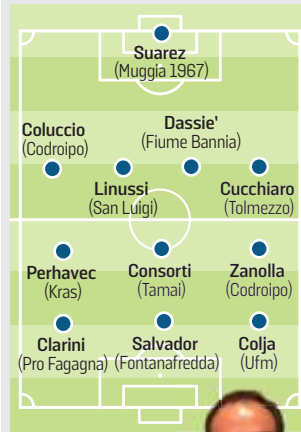 Suarez
(Muggia 1967)
Coluccio
(Codroipo)
Dassie'
(Fiume Bannia)
Linussi
(San Luigi)
Cucchiaro
(Tolmezzo)
Perhavec
(Kras)
Consorti
(Tamai)
Zanolla
(Codroipo)
Clarini
(Pro Fagagna)
Salvador
(Fontanafredda)
Colja
(Ufm)